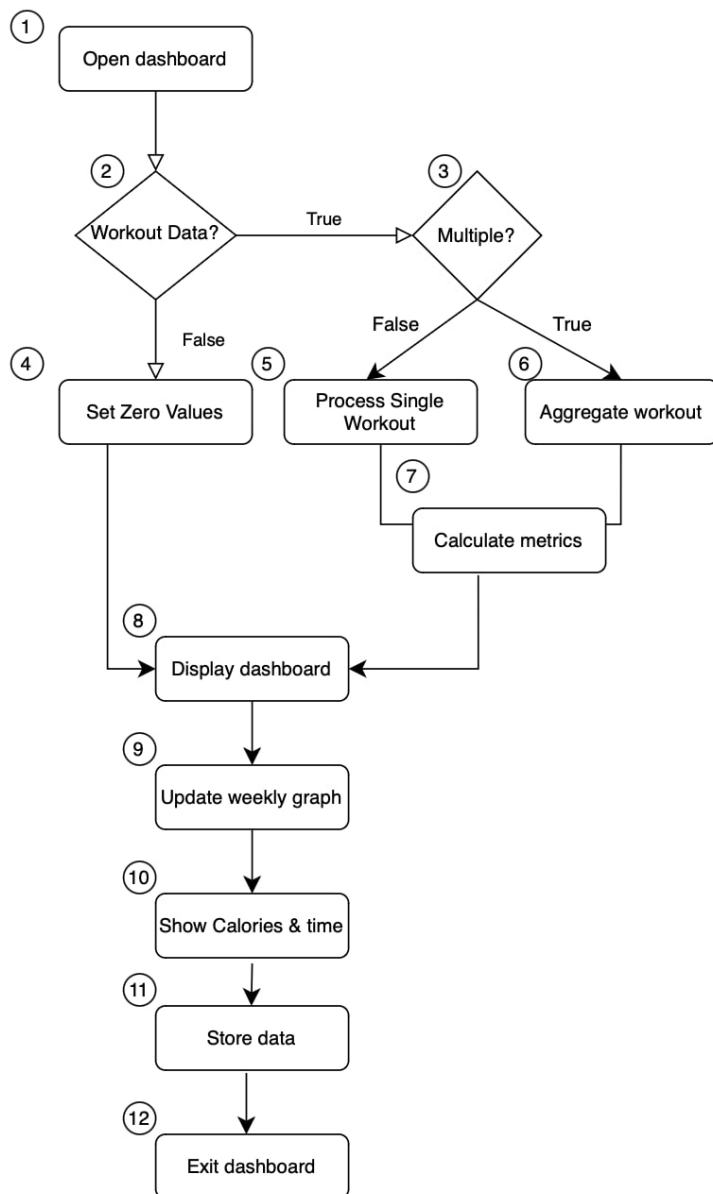 1
Open dashboard
2
3
Workout Data?
True
Multiple?
False
False
True
4
5
6
Set Zero Values
Process Single
Workout
Aggregate workout
7
Calculate metrics
8
Display dashboard
9
Update weekly graph
10
Show Calories & time
11
Store data
12
Exit dashboard